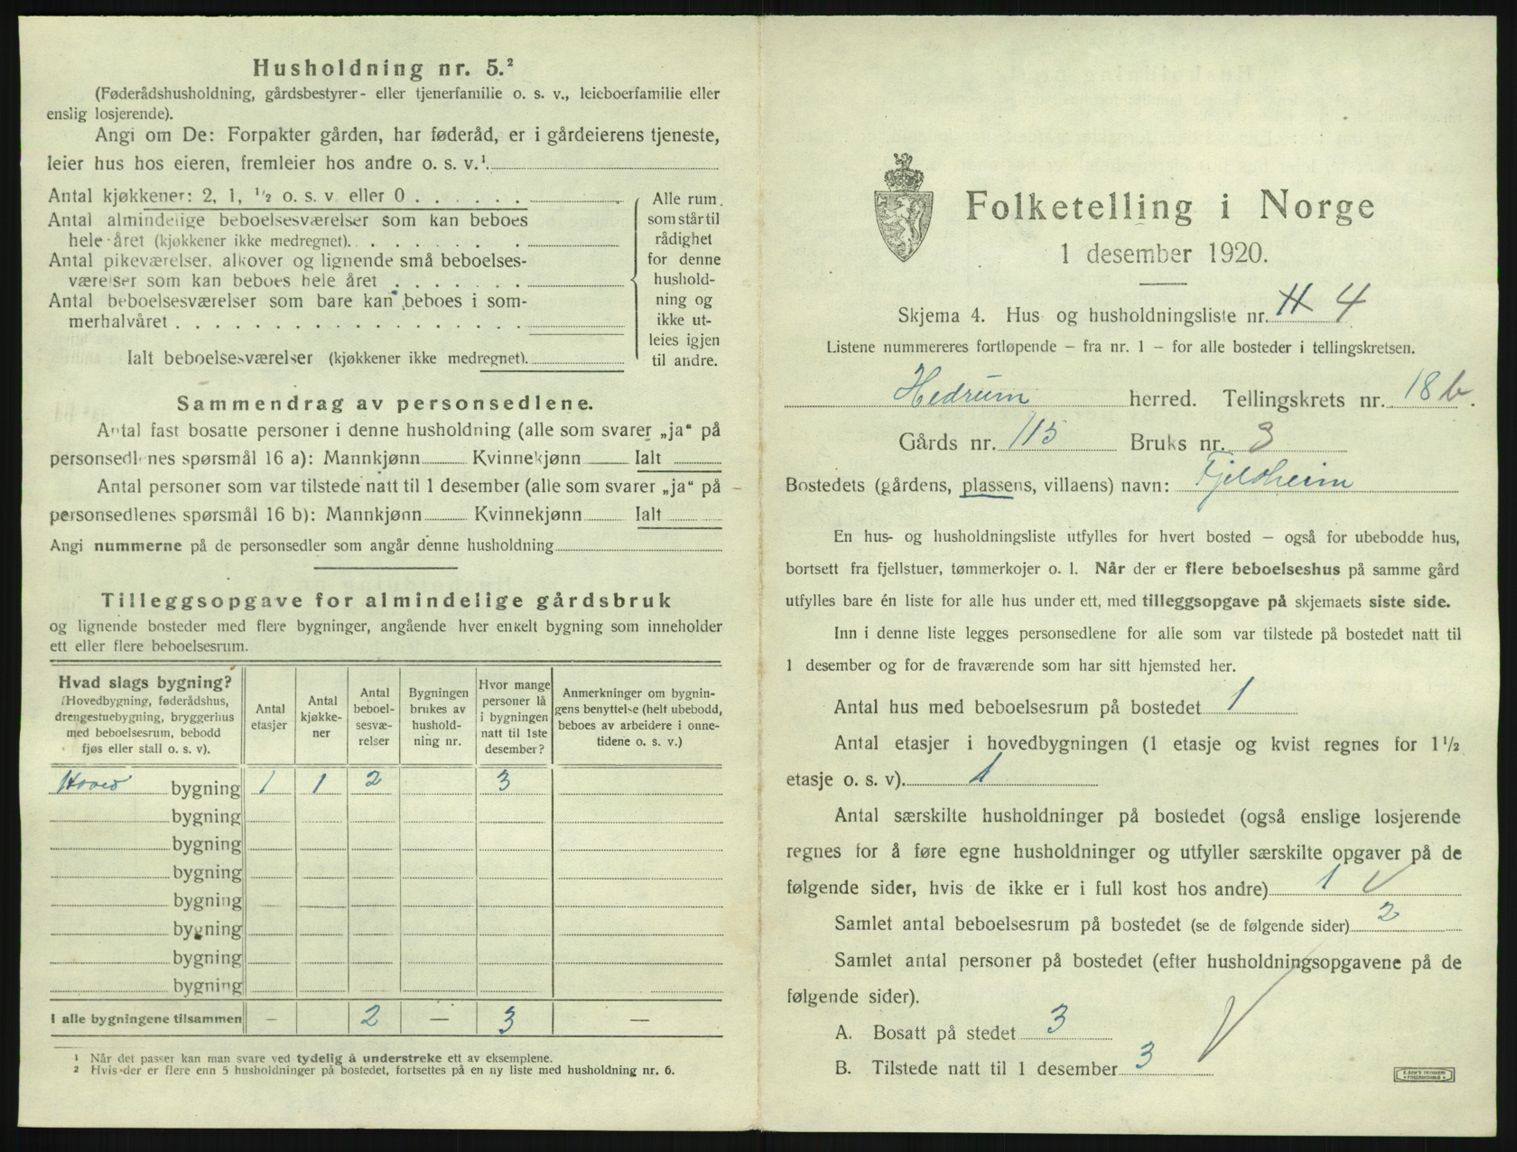 Husholdning nr. 5.²
(Føderådshusholdning, gårdsbestyrer- eller tjenerfamilie o. s. v., leieboerfamilie eller
enslig losjerende).
Angi om De: Forpakter gården, har føderåd, er i gårdeierens tjeneste,
leier hus hos eieren, fremleier hos andre o. s. v.¹
Antal kjøkkener: 2, 1, ¹/₂ o. s. v. eller 0
Antal almindelige beboelsesværelser som kan beboes
hele året (kjøkkener ikke medregnet).
Antal pikeværelser, alkover og lignende små beboelses-
værelser som kan beboes hele året
Antal beboelsesværelser som bare kan beboes i som-
merhalvåret
Ialt beboelsesværelser (kjøkkener ikke medregnet).
Alle rum
som står til
rådighet
for denne
hushold-
ning og
ikke ut-
leies igjen
til andre.
Sammendrag av personsedlene.
Antal fast bosatte personer i denne husholdning (alle som svarer „ja“ på
personsedlenes spørsmål 16 a): Mannkjønn Kvinnekjønn Ialt
Antal personer som var tilstede natt til 1 desember (alle som svarer „ja“ på
personsedlenes spørsmål 16 b): Mannkjønn Kvinnekjønn Ialt
Angi nummerne på de personsedler som angår denne husholdning
Tilleggsopgave for almindelige gårdsbruk
og lignende bosteder med flere bygninger, angående hver enkelt bygning som inneholder
ett eller flere beboelsesrum.
Hvad slags bygning?
(Hovedbygning, føderådshus,
drengestuebygning, bryggerhus
med beboelsesrum, bebodd
fjøs eller stall o. s. v).
Antal
etasjer
Antal
kjøkke-
ner
Antal
beboel-
sesvæ-
relser
Bygningen
brukes av
hushold-
ning nr.
Hvor mange
personer lå
i bygningen
natt til 1ste
desember?
Anmerkninger om bygnin-
gens benyttelse (helt ubebodd,
beboes av arbeidere i onne-
tidene o. s. v.)
Hoved bygning 1 1 2 3
bygning
bygning
bygning
bygning
bygning
bygning
bygning
I alle bygningene tilsammen — 2 — 3 —
¹ Når det passer kan man svare ved tydelig å understreke ett av eksemplene.
² Hvis der er flere enn 5 husholdninger på bostedet, fortsettes på en ny liste med husholdning nr. 6.
Folketelling i Norge
1 desember 1920.
Skjema 4. Hus og husholdningsliste nr. 4
Listene nummereres fortløpende — fra nr. 1 — for alle bosteder i tellingskretsen.
Hedrum herred. Tellingskrets nr. 18 b.
Gårds nr. 115 Bruks nr. 3
Bostedets (gårdens, plassens, villaens) navn: Fjeldheim
En hus- og husholdningsliste utfylles for hvert bosted — også for ubebodde hus,
bortsett fra fjellstuer, tømmerkojer o. l. Når der er flere beboelseshus på samme gård
utfylles bare én liste for alle hus under ett, med tilleggsopgave på skjemaets siste side.
Inn i denne liste legges personsedlene for alle som var tilstede på bostedet natt til
1 desember og for de fraværende som har sitt hjemsted her.
Antal hus med beboelsesrum på bostedet 1
Antal etasjer i hovedbygningen (1 etasje og kvist regnes for 1¹/₂
etasje o. s. v). 1
Antal særskilte husholdninger på bostedet (også enslige losjerende
regnes for å føre egne husholdninger og utfyller særskilte opgaver på de
følgende sider, hvis de ikke er i full kost hos andre) 1 ✓
Samlet antal beboelsesrum på bostedet (se de følgende sider) 2
Samlet antal personer på bostedet (efter husholdningsopgavene på de
følgende sider).
A. Bosatt på stedet 3
B. Tilstede natt til 1 desember 3 ✓